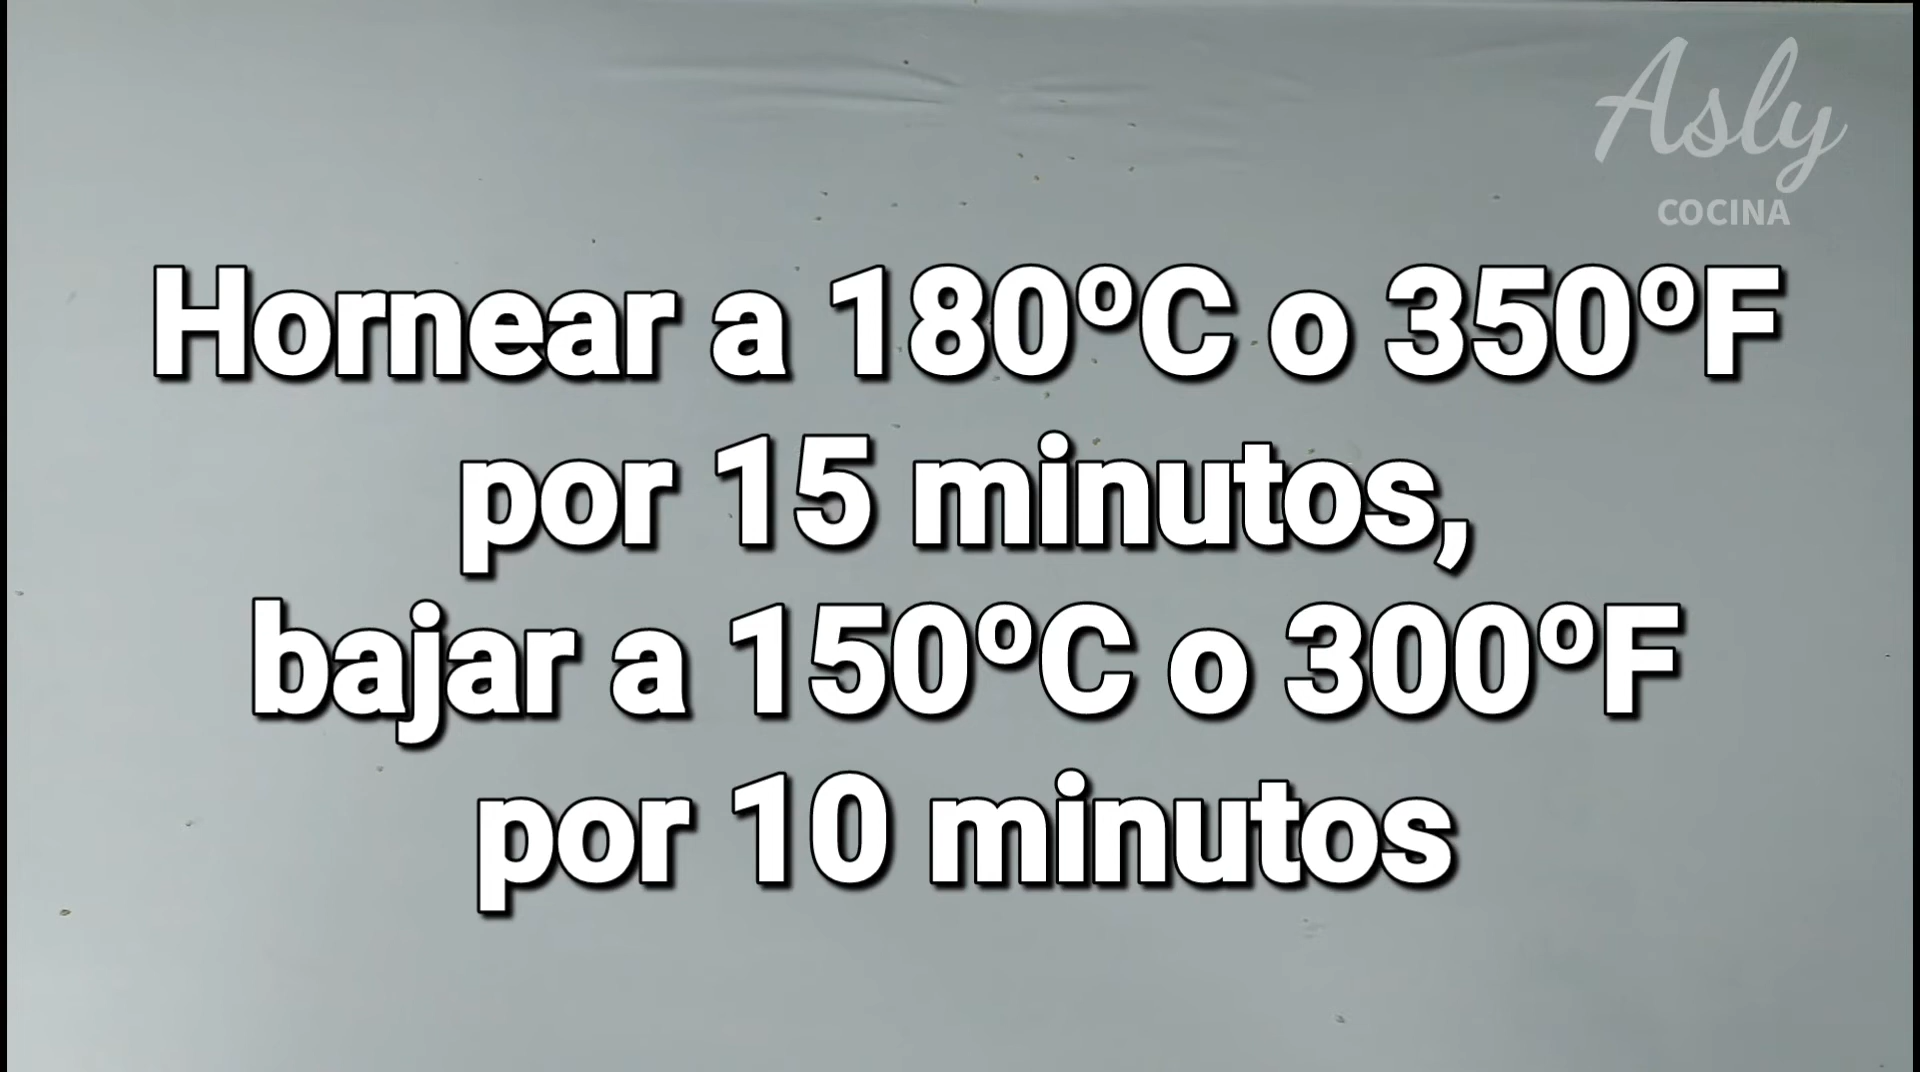 Asly
COCINA
Hornear a 180ºC o 350ºF
por 15 minutos,
bajar a 150ºC o 300ºF
por 10 minutos